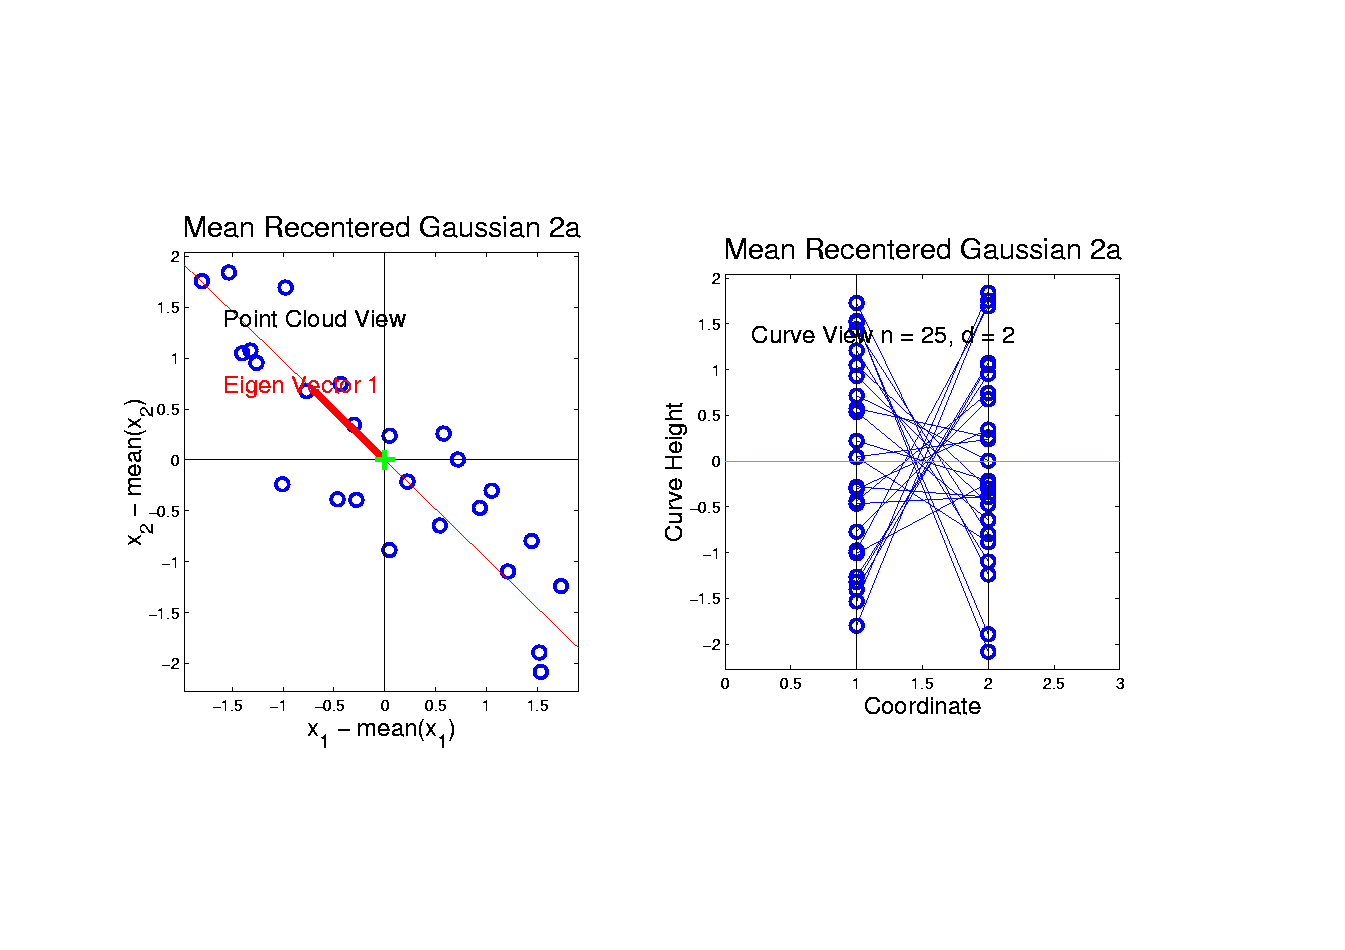 Mean Recentered Gaussian 2a
2
1.5
1
0.5
0
−0.5
−1
−1.5
−2
x2 − mean(x2)
Point Cloud View
Eigen Vector 1
−1.5 −1 −0.5 0 0.5 1 1.5
x1 − mean(x1)
Mean Recentered Gaussian 2a
2
1.5
1
0.5
0
−0.5
−1
−1.5
−2
Curve Height
Curve View n = 25, d = 2
0 0.5 1 1.5 2 2.5 3
Coordinate